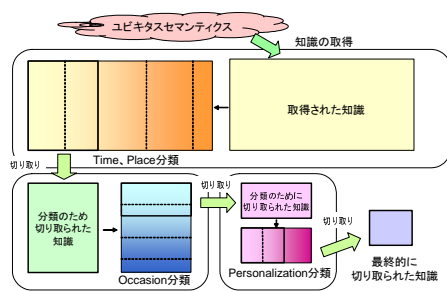 ユビキタスセマンティクス
知識の取得
取得された知識
Time、Place分類
切り取り
分類のため
切り取られた
知識
Occasion分類
切り取り
分類のために
切り取られた知識
Personalization分類
切り取り
最終的に
切り取られた知識